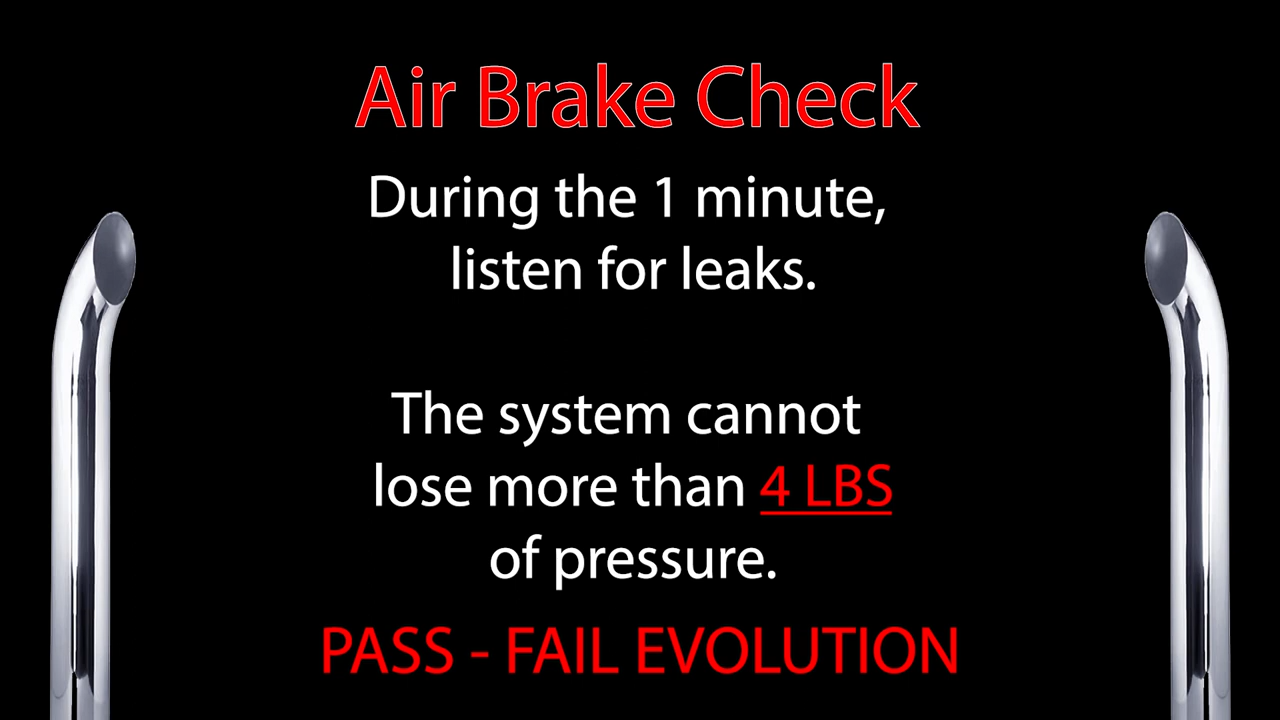 Air Brake Check
During the 1 minute,
listen for leaks.
The system cannot
lose more than 4 LBS
of pressure.
PASS - FAIL EVOLUTION